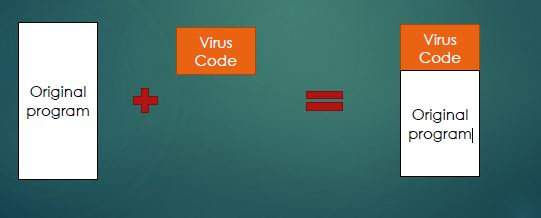 Original
program
Virus
Code
Virus
Code
Original
program